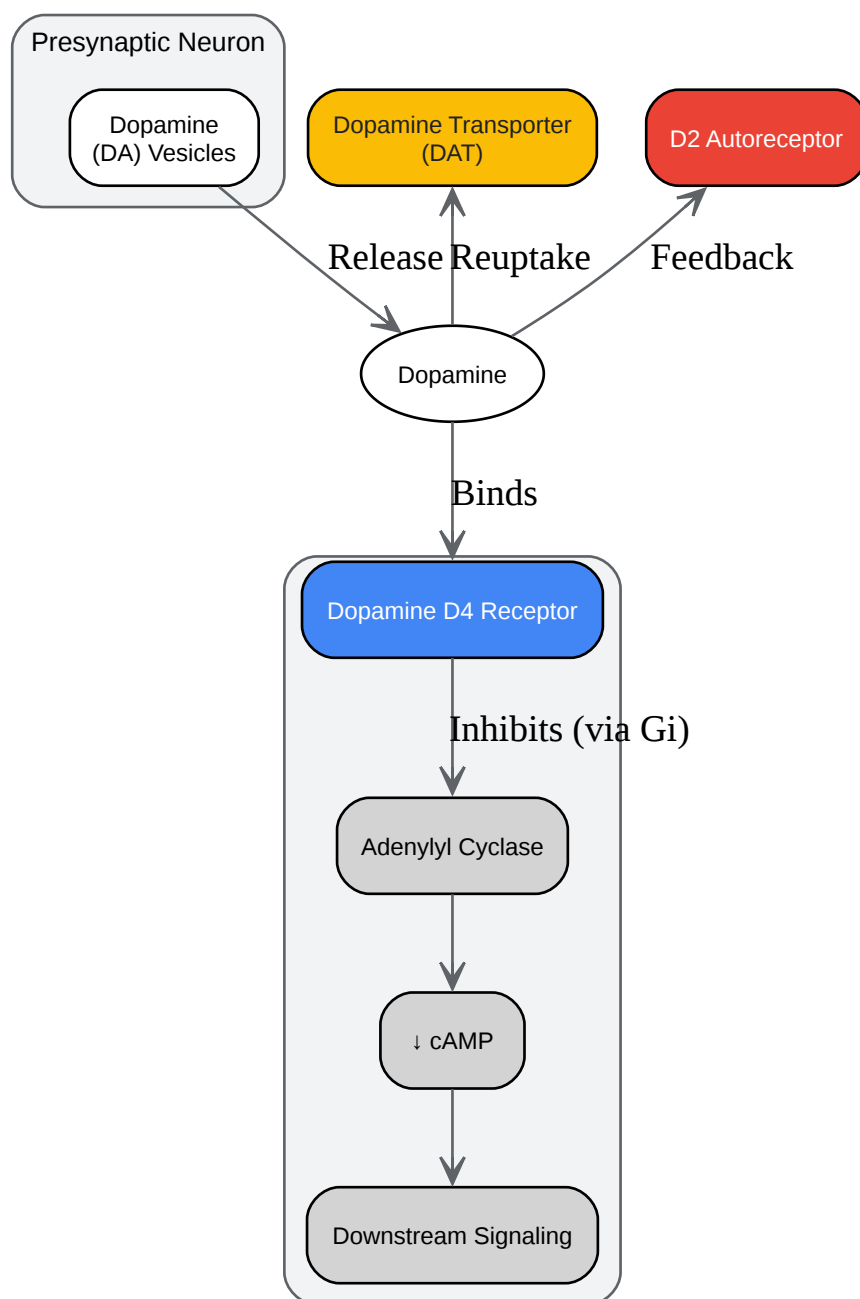 Presynaptic Neuron
Dopamine
(DA) Vesicles
Dopamine Transporter
(DAT)
D2 Autoreceptor
Release
Reuptake
Feedback
Dopamine
Binds
Dopamine D4 Receptor
Inhibits (via Gi)
Adenylyl Cyclase
↓ cAMP
Downstream Signaling